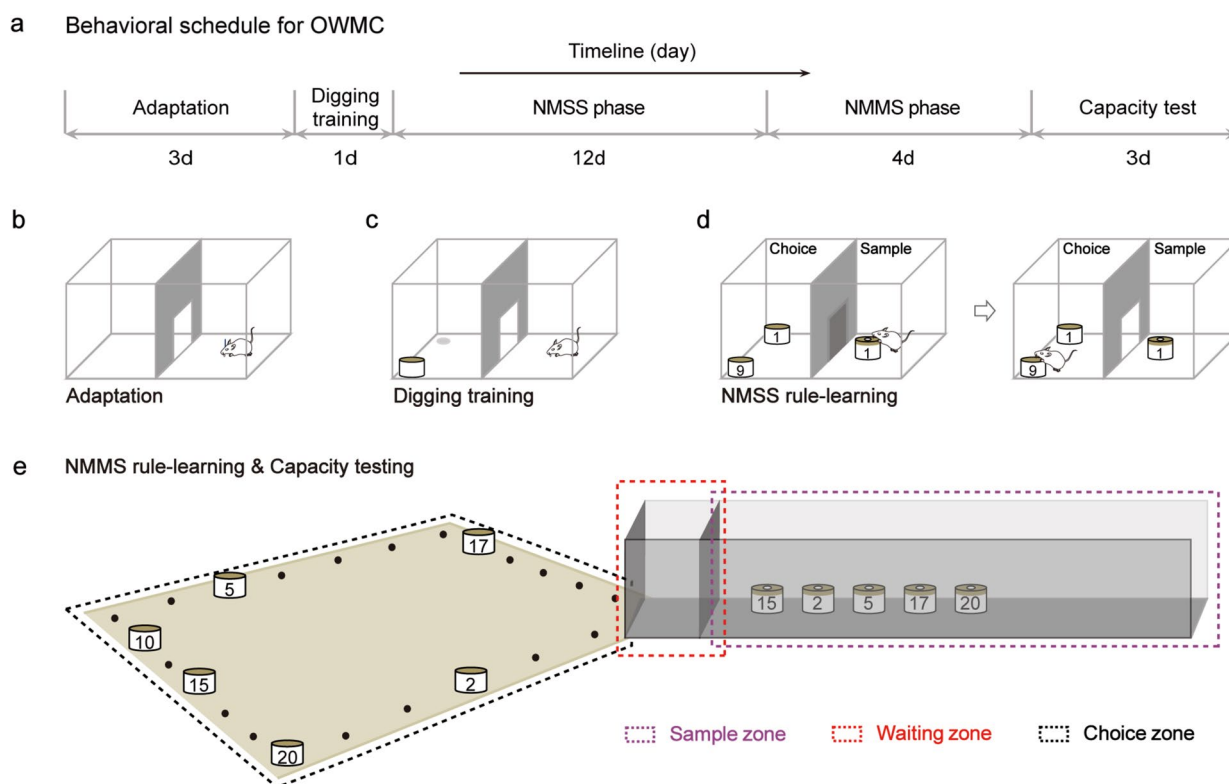 a Behavioral schedule for OWMC
Timeline (day)
Adaptation
Digging
training
NMSS phase
NMMS phase
Capacity test
3d
1d
12d
4d
3d
b
c
d
Choice
Sample
Choice
Sample
1
9
1
1
9
1
Adaptation
Digging training
NMSS rule-learning
e NMMS rule-learning & Capacity testing
17
5
10
15
2
20
15
2
5
17
20
Sample zone
Waiting zone
Choice zone